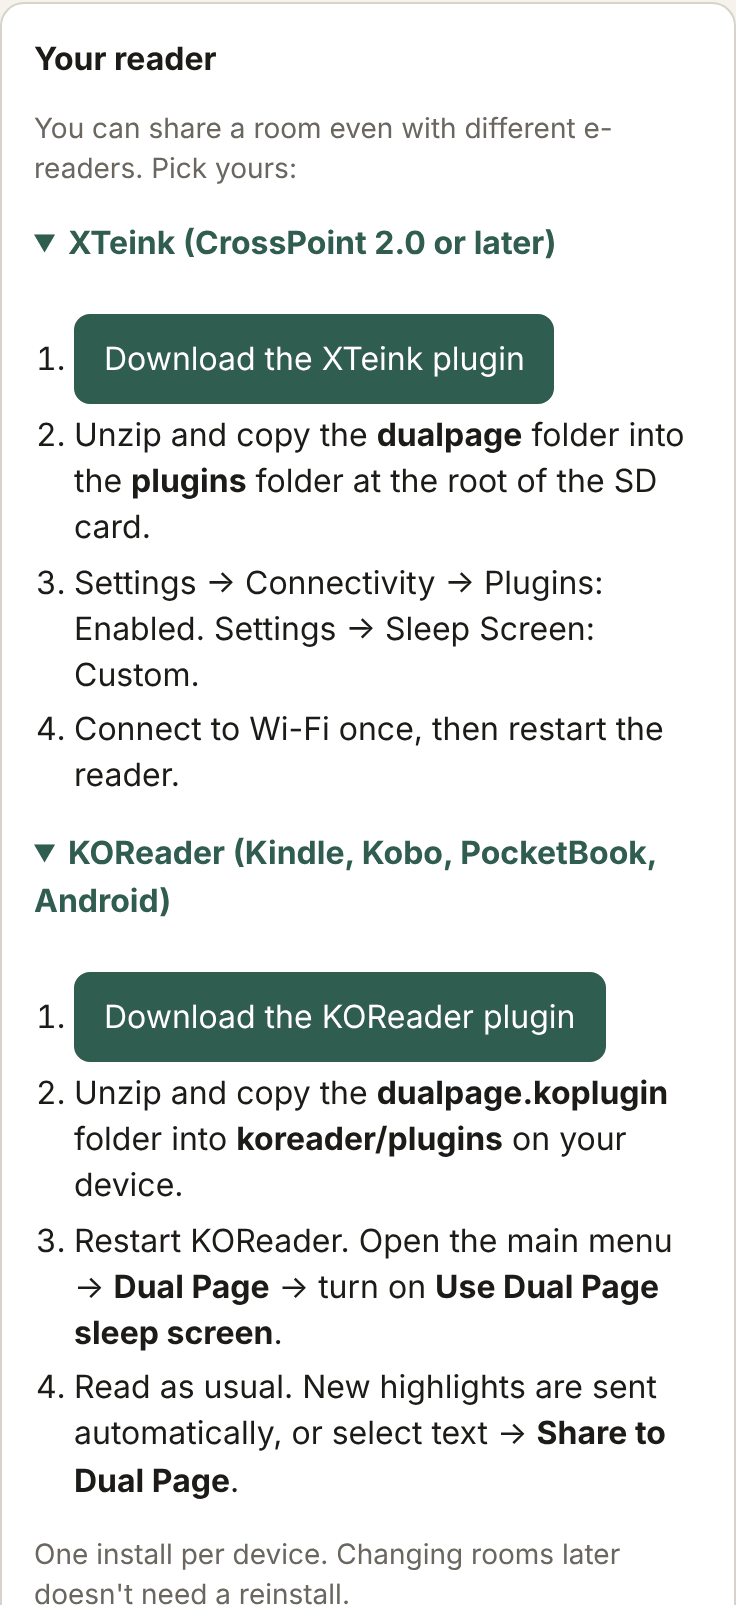 Your reader
You can share a room even with different e-
readers. Pick yours:
▼ XTeink (CrossPoint 2.0 or later)
1. Download the XTeink plugin
2. Unzip and copy the dualpage folder into
the plugins folder at the root of the SD
card.
3. Settings → Connectivity → Plugins:
Enabled. Settings → Sleep Screen:
Custom.
4. Connect to Wi-Fi once, then restart the
reader.
▼ KOReader (Kindle, Kobo, PocketBook,
Android)
1. Download the KOReader plugin
2. Unzip and copy the dualpage.koplugin
folder into koreader/plugins on your
device.
3. Restart KOReader. Open the main menu
→ Dual Page → turn on Use Dual Page
sleep screen.
4. Read as usual. New highlights are sent
automatically, or select text → Share to
Dual Page.
One install per device. Changing rooms later
doesn't need a reinstall.